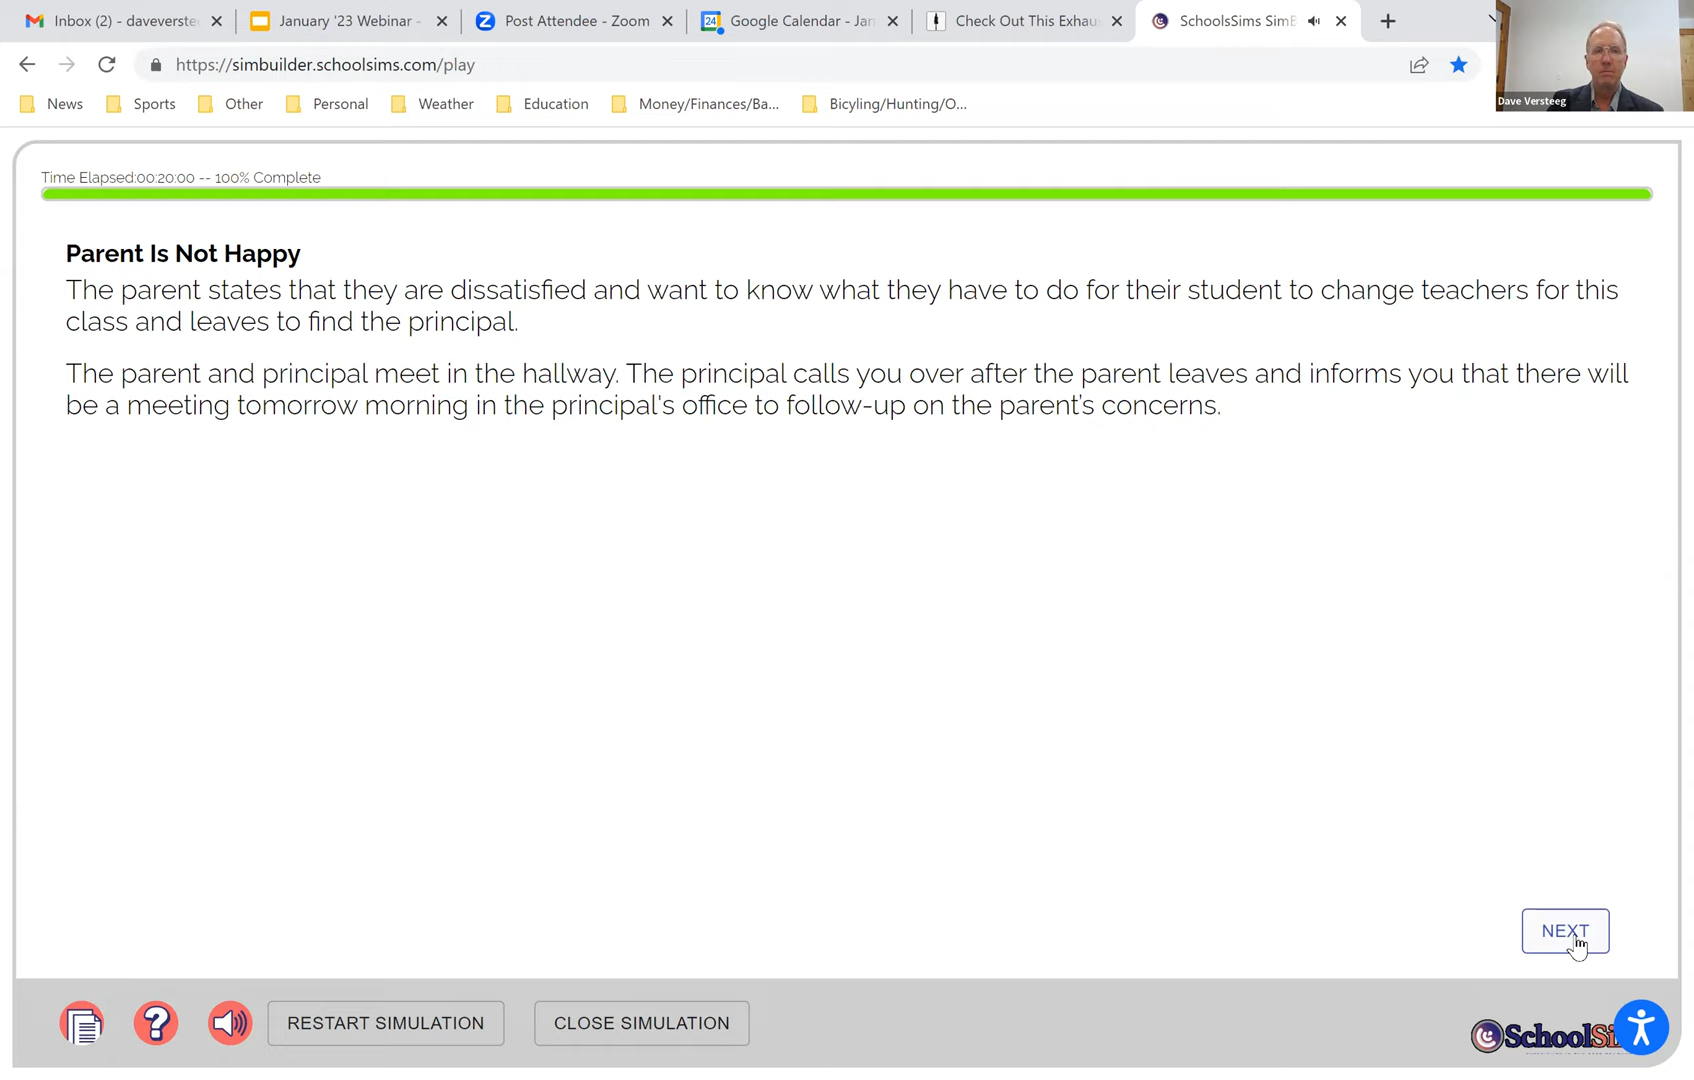 Inbox (2) - daveverstee
January '23 Webinar -
Post Attendee - Zoom
24
Google Calendar - Jan
Check Out This Exhaus
SchoolsSims SimB
Dave Versteeg
https://simbuilder.schoolsims.com/play
News
Sports
Other
Personal
Weather
Education
Money/Finances/Ba...
Bicyling/Hunting/O...
Time Elapsed:00:20:00 -- 100% Complete
Parent Is Not Happy
The parent states that they are dissatisfied and want to know what they have to do for their student to change teachers for this
class and leaves to find the principal.
The parent and principal meet in the hallway. The principal calls you over after the parent leaves and informs you that there will
be a meeting tomorrow morning in the principal's office to follow-up on the parent's concerns.
NEXT
?
RESTART SIMULATION
CLOSE SIMULATION
SchoolSi